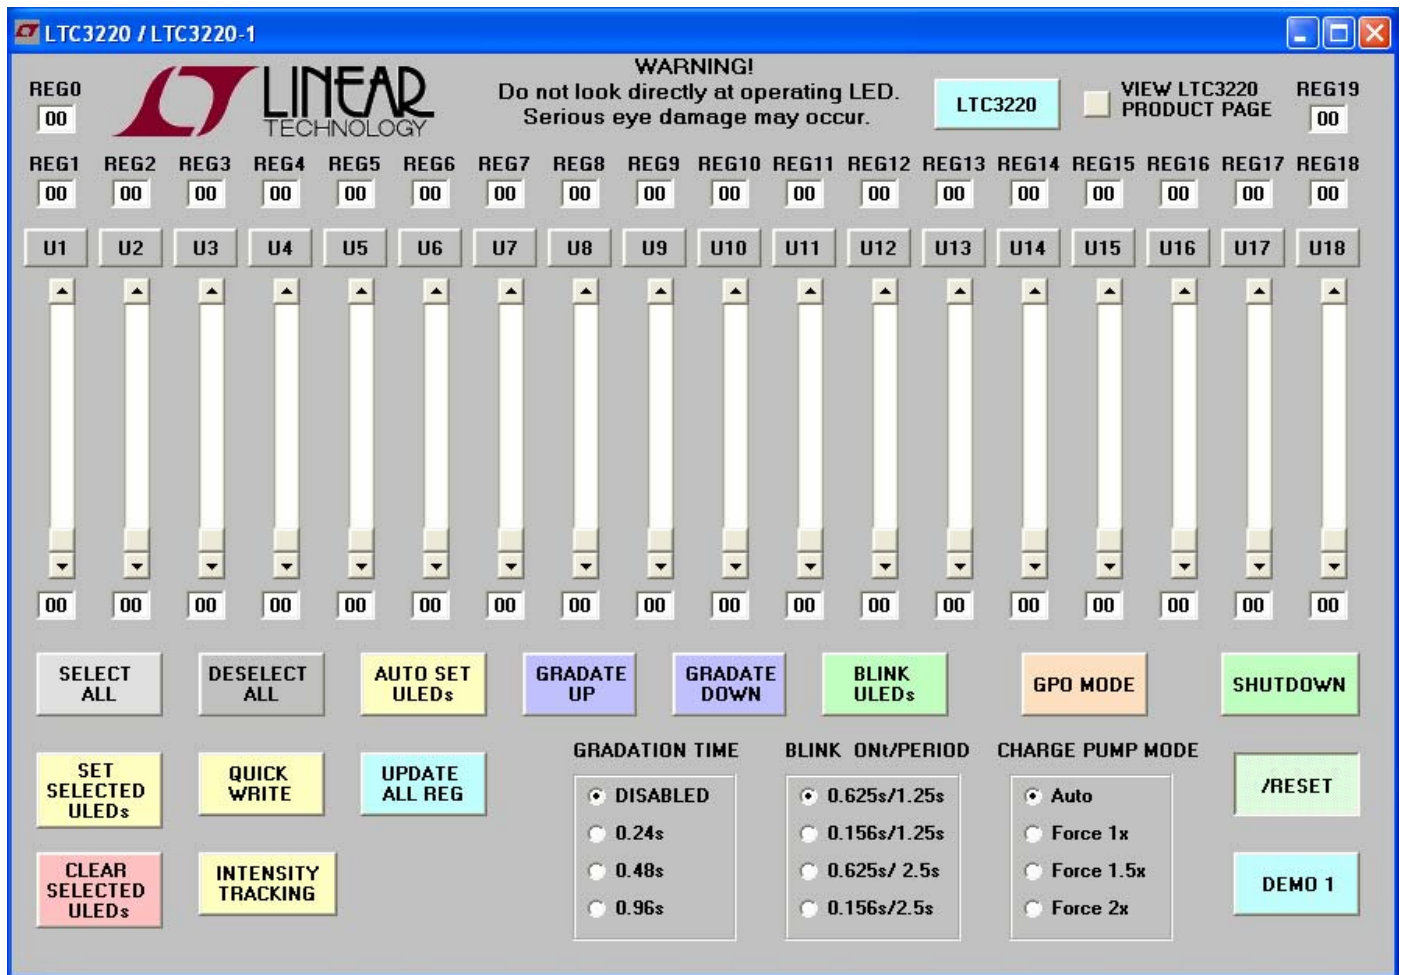 LTC3220 / LTC3220-1
WARNING!
REG0
LINEAR
TECHNOLOGY
Do not look directly at operating LED.
Serious eye damage may occur.
LTC3220
VIEW LTC3220
PRODUCT PAGE
REG19
00
00
REG1 REG2 REG3 REG4 REG5 REG6 REG7 REG8 REG9 REG10 REG11 REG12 REG13 REG14 REG15 REG16 REG17 REG18
00 00 00 00 00 00 00 00 00 00 00 00 00 00 00 00 00 00
U1 U2 U3 U4 U5 U6 U7 U8 U9 U10 U11 U12 U13 U14 U15 U16 U17 U18
00 00 00 00 00 00 00 00 00 00 00 00 00 00 00 00 00 00
SELECT
ALL
DESELECT
ALL
AUTO SET
ULEDs
GRADATE
UP
GRADATE
DOWN
BLINK
ULEDs
GPO MODE
SHUTDOWN
SET
SELECTED
ULEDs
QUICK
WRITE
UPDATE
ALL REG
GRADATION TIME
DISABLED
0.24s
0.48s
0.96s
BLINK ONt/PERIOD
0.625s/1.25s
0.156s/1.25s
0.625s/ 2.5s
0.156s/2.5s
CHARGE PUMP MODE
Auto
Force 1x
Force 1.5x
Force 2x
/RESET
CLEAR
SELECTED
ULEDs
INTENSITY
TRACKING
DEMO 1